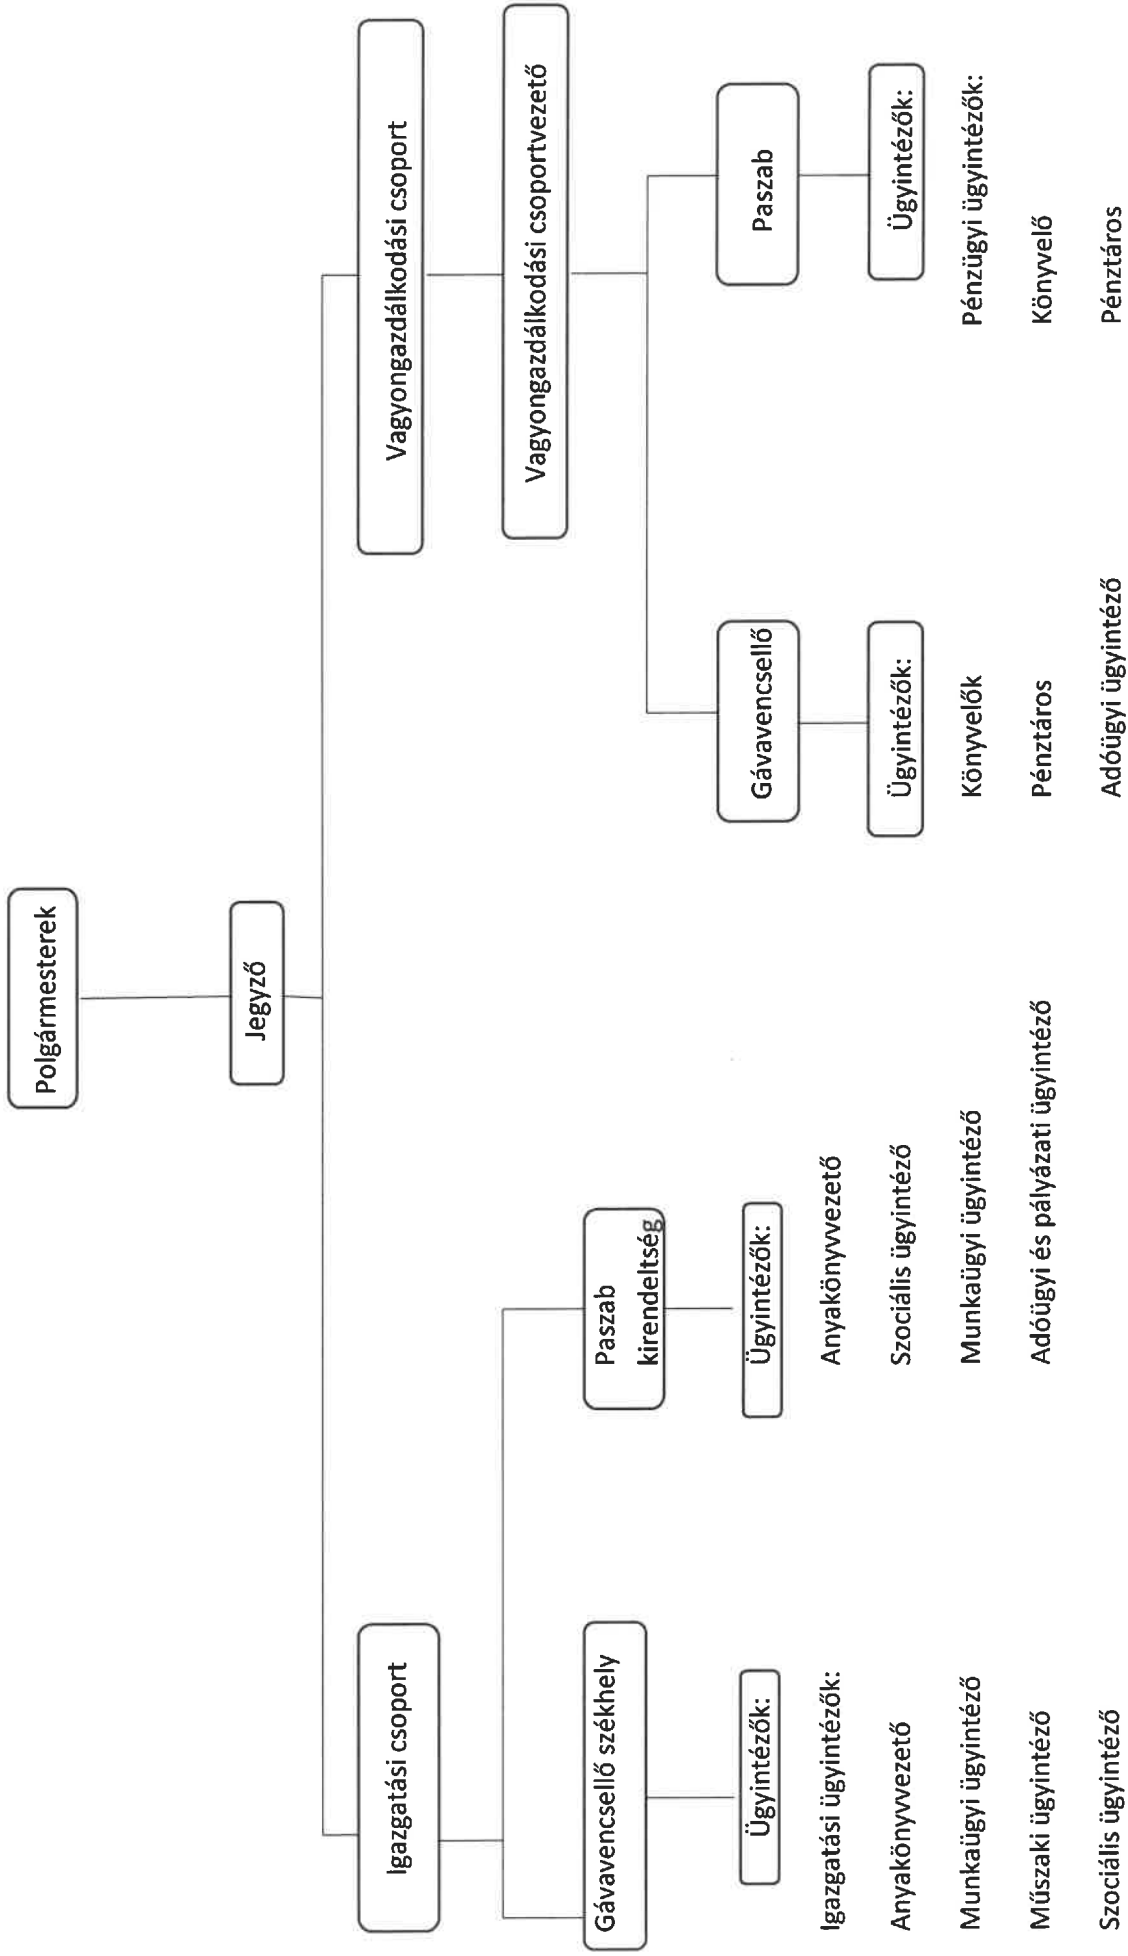 Polgármesterek
Jegyző
Igazgatási csoport
Vagyongazdálkodási csoport
Vagyongazdálkodási csoportvezető
Gávavencsellő székhely
Paszab
kirendeltség
Gávavencsellő
Paszab
Ügyintézők:
Igazgatási ügyintézők:
Anyakönyvvezető
Munkaügyi ügyintéző
Műszaki ügyintéző
Szociális ügyintéző
Ügyintézők:
Anyakönyvvezető
Szociális ügyintéző
Munkaügyi ügyintéző
Adóügyi és pályázati ügyintéző
Ügyintézők:
Könyvelők
Pénztáros
Adóügyi ügyintéző
Ügyintézők:
Pénzügyi ügyintézők:
Könyvelő
Pénztáros